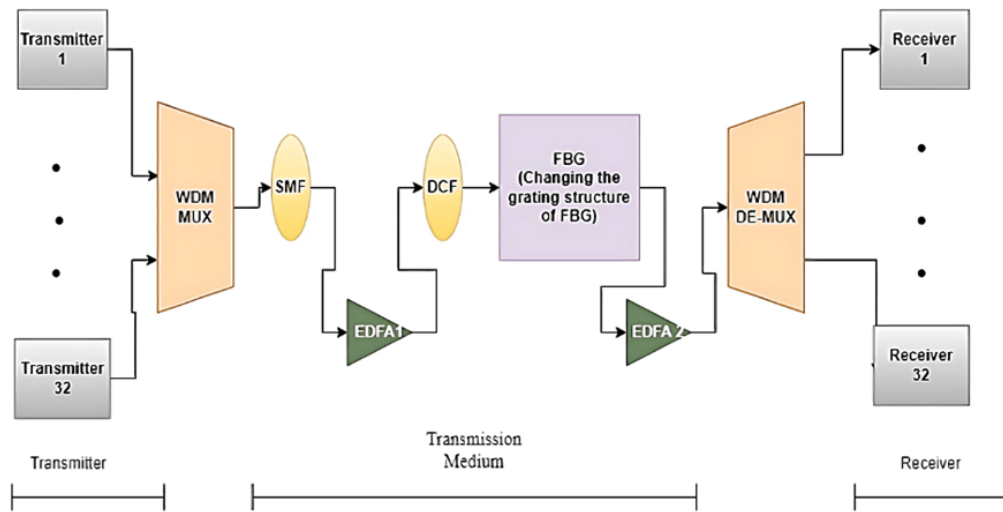 Transmitter
1
Transmitter
32
WDM
MUX
SMF
EDFA1
DCF
FBG
(Changing the
grating structure
of FBG)
EDFA 2
WDM
DE-MUX
Receiver
1
Receiver
32
Transmitter
Transmission
Medium
Receiver